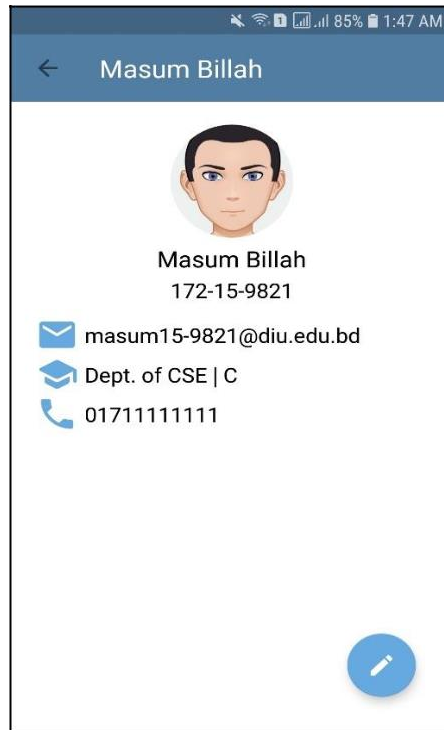 85% 1:47 AM
Masum Billah
Masum Billah
172-15-9821
masum15-9821@diu.edu.bd
Dept. of CSE | C
01711111111